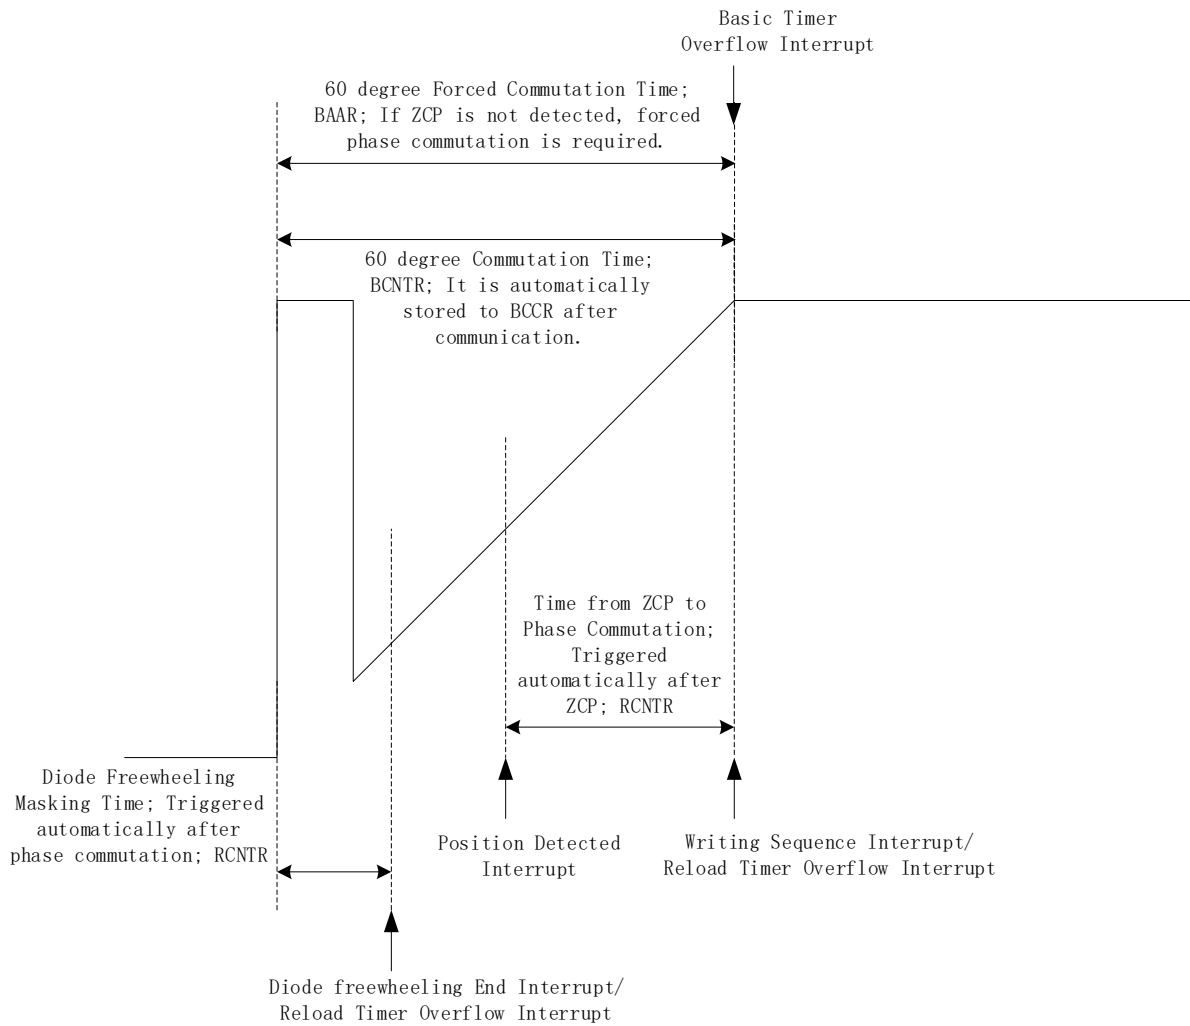 Basic Timer
Overflow Interrupt
60 degree Forced Commutation Time;
BAAR; If ZCP is not detected, forced
phase commutation is required.
60 degree Commutation Time;
BCNTR; It is automatically
stored to BCCR after
communication.
Time from ZCP to
Phase Commutation;
Triggered
automatically after
ZCP; RCNTR
Diode Freewheeling
Masking Time; Triggered
automatically after
phase commutation; RCNTR
Position Detected
Interrupt
Writing Sequence Interrupt/
Reload Timer Overflow Interrupt
Diode freewheeling End Interrupt/
Reload Timer Overflow Interrupt